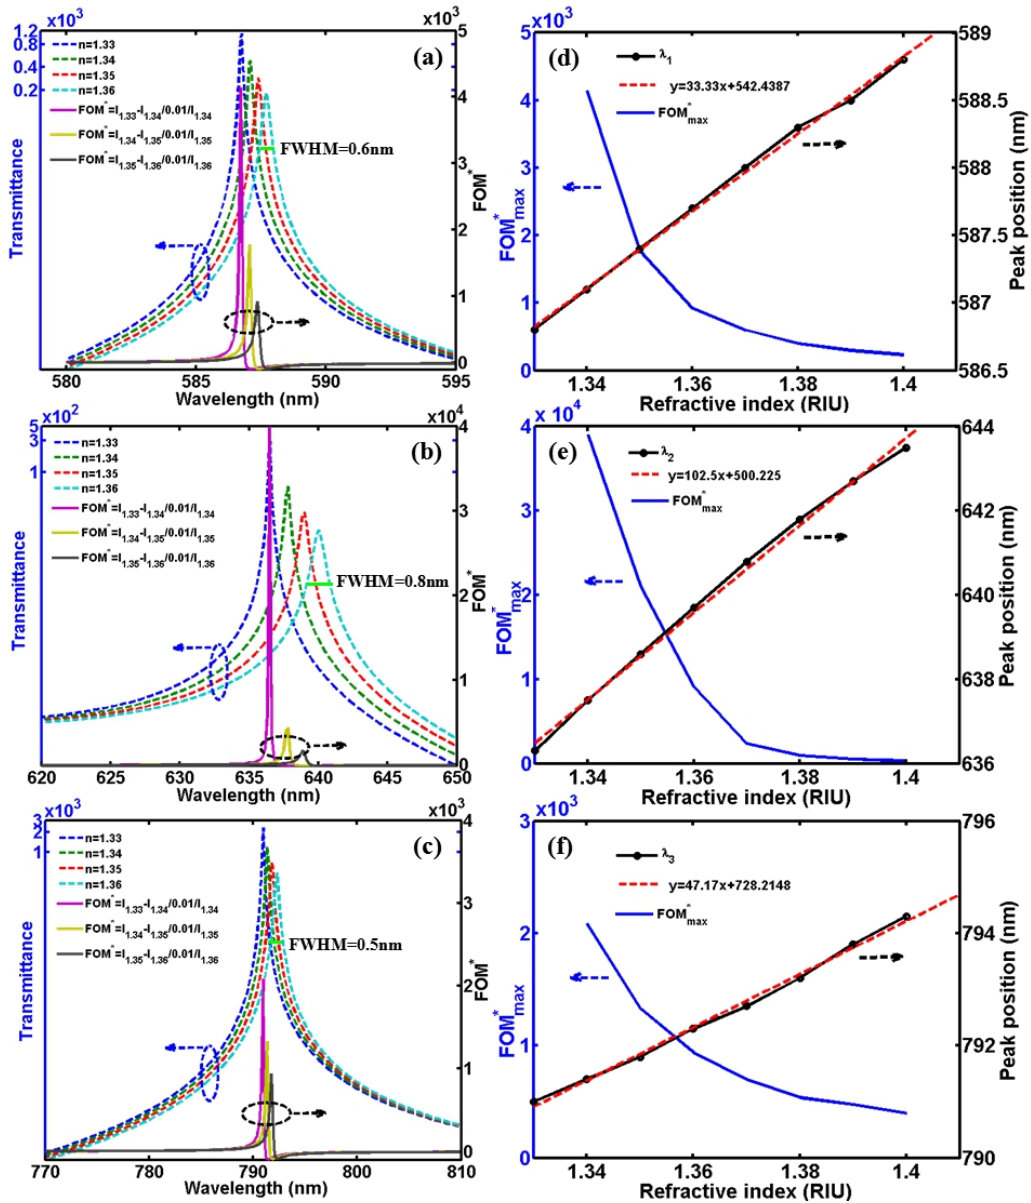 ×10³
1.2
0.8
0.4
0.2
n=1.33
n=1.34
n=1.35
n=1.36
FOM*=I1.33-I1.34/0.01/I1.34
FOM*=I1.34-I1.35/0.01/I1.35
FOM*=I1.35-I1.36/0.01/I1.36
(a)
FWHM=0.6nm
Transmittance
×10³
5
4
3
2
1
0
FOM*
580 585 590 595
Wavelength (nm)
(d)
λ1
y=33.33x+542.4387
FOM*max
5
4
3
2
1
0
×10³
FOM*max
589
588.5
588
587.5
587
586.5
Peak position (nm)
1.34 1.36 1.38 1.4
Refractive index (RIU)
×10²
5
3
1
n=1.33
n=1.34
n=1.35
n=1.36
FOM*=I1.33-I1.34/0.01/I1.34
FOM*=I1.34-I1.35/0.01/I1.35
FOM*=I1.35-I1.36/0.01/I1.36
(b)
FWHM=0.8nm
Transmittance
×10⁴
4
3
2
1
0
FOM*
620 625 630 635 640 645 650
Wavelength (nm)
× 10⁴
(e)
λ2
y=102.5x+500.225
FOM*max
4
3
2
1
0
FOM*max
644
642
640
638
636
Peak position (nm)
1.34 1.36 1.38 1.4
Refractive index (RIU)
×10³
3
2
1
n=1.33
n=1.34
n=1.35
n=1.36
FOM*=I1.33-I1.34/0.01/I1.34
FOM*=I1.34-I1.35/0.01/I1.35
FOM*=I1.35-I1.36/0.01/I1.36
(c)
FWHM=0.5nm
Transmittance
×10³
4
3
2
1
0
FOM*
770 780 790 800 810
Wavelength (nm)
×10³
(f)
λ3
y=47.17x+728.2148
FOM*max
3
2
1
0
FOM*max
796
794
792
790
Peak position (nm)
1.34 1.36 1.38 1.4
Refractive index (RIU)